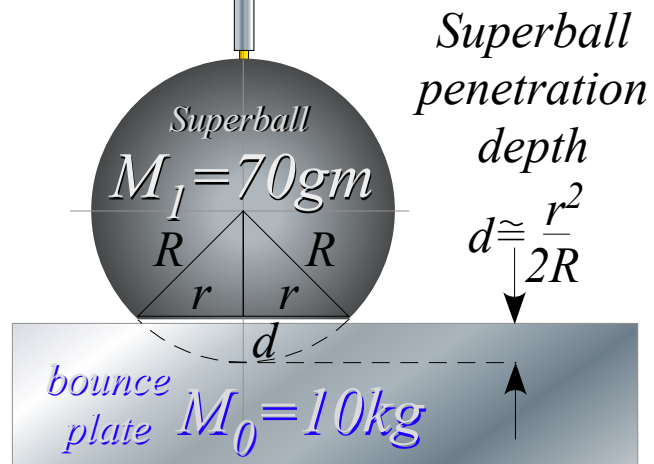 Superball
penetration
depth
d≅r²/2R
Superball
M₁=70gm
R R
r r
d
bounce
plate
M₀=10kg